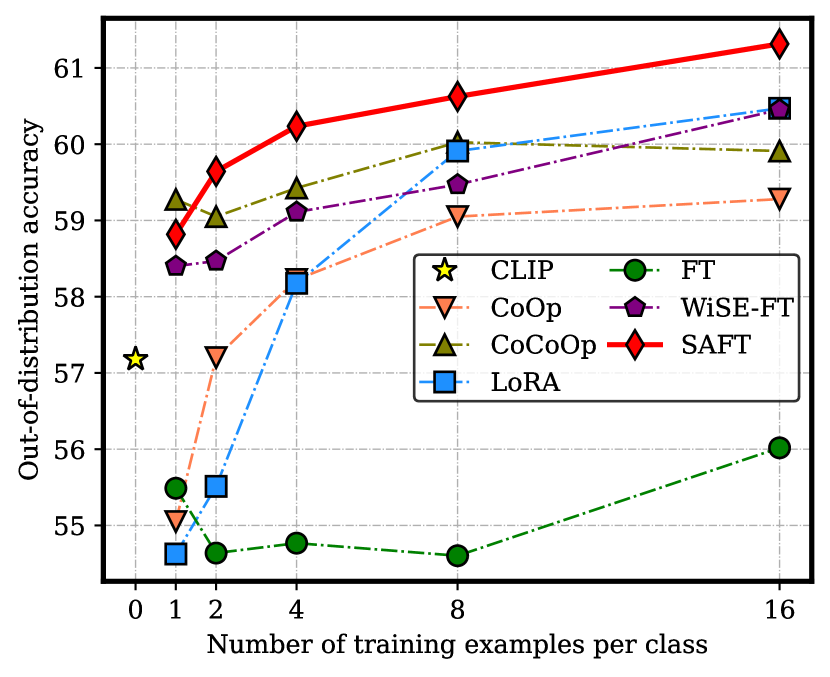 61
60
59
58
57
56
55
Out-of-distribution accuracy
CLIP
CoOp
CoCoOp
LoRA
FT
WiSE-FT
SAFT
0 1 2 4 8 16
Number of training examples per class